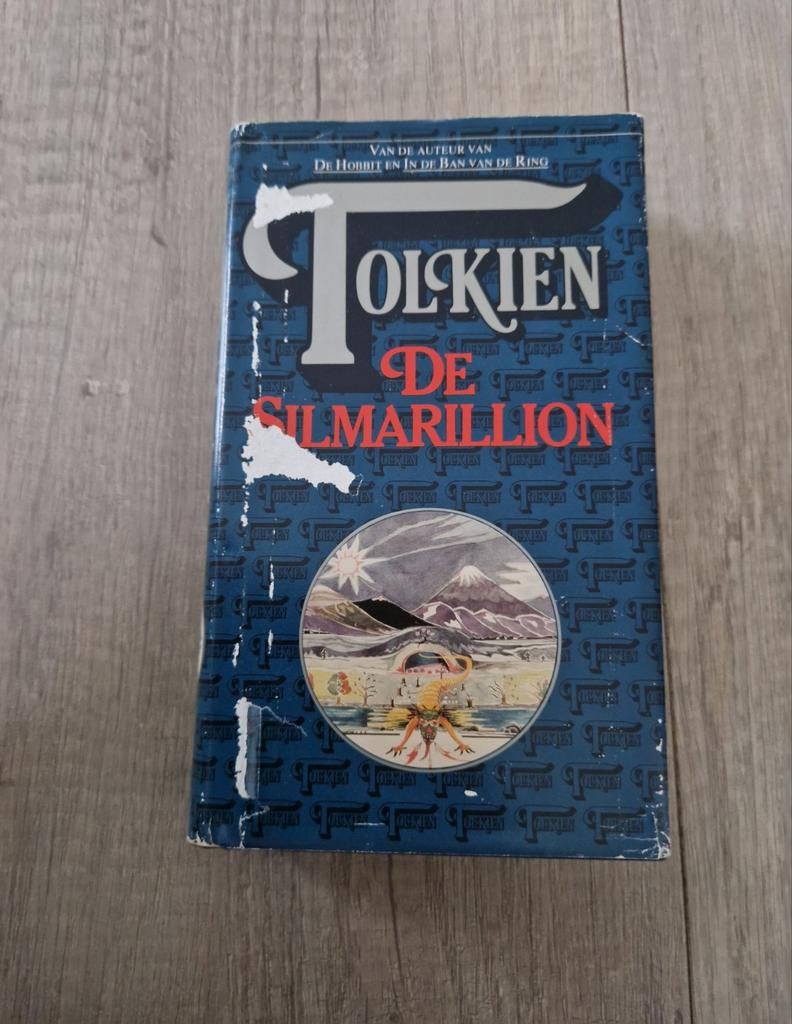 VAN DE AUTEUR VAN
DE HOBBIT EN IN DE BAN VAN DE RING
TOLKIEN
DE
SILMARILLION